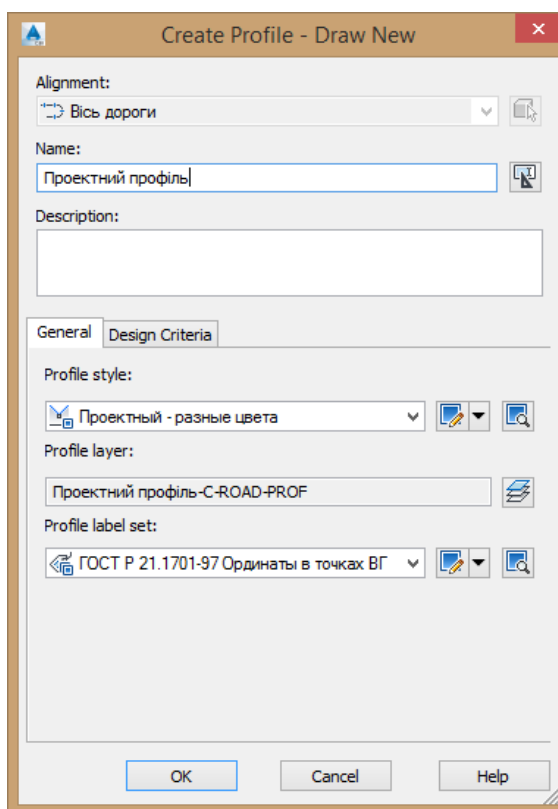 Create Profile - Draw New
Alignment:
Вісь дороги
Name:
Проектний профіль
Description:
General Design Criteria
Profile style:
Проектный - разные цвета
Profile layer:
Проектний профіль-C-ROAD-PROF
Profile label set:
ГОСТ Р 21.1701-97 Ординаты в точках ВГ
OK Cancel Help